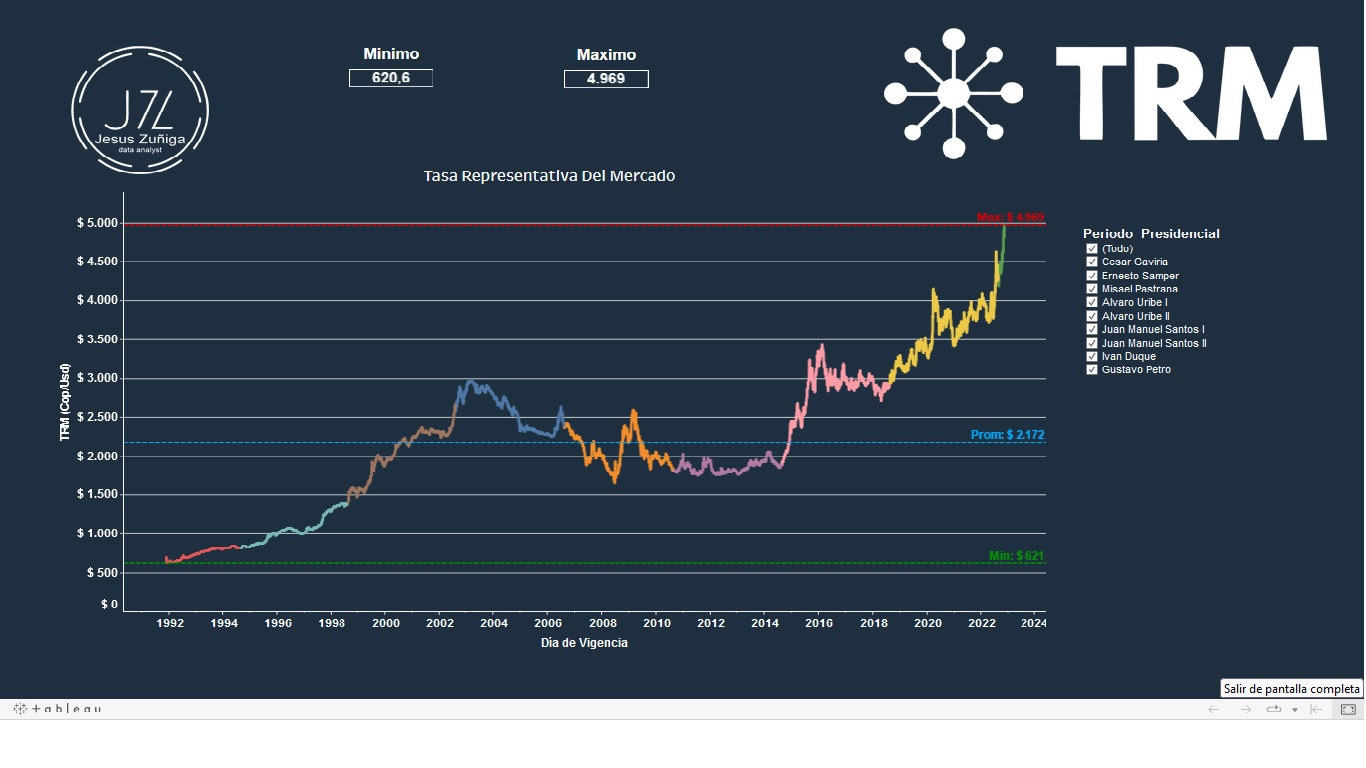 JZ
Jesus Zuñiga
data analyst
Minimo
620,6
Maximo
4.969
TRM
Tasa Representativa Del Mercado
Max: $ 4.969
$ 5.000
$ 4.500
$ 4.000
$ 3.500
$ 3.000
$ 2.500
Prom: $ 2.172
$ 2.000
$ 1.500
$ 1.000
Min: $ 621
$ 500
$ 0
TRM (Cop/Usd)
1992 1994 1996 1998 2000 2002 2004 2006 2008 2010 2012 2014 2016 2018 2020 2022 2024
Día de Vigencia
Periodo Presidencial
(Todo)
Cesar Gaviria
Ernesto Samper
Misael Pastrana
Alvaro Uribe I
Alvaro Uribe II
Juan Manuel Santos I
Juan Manuel Santos II
Ivan Duque
Gustavo Petro
Salir de pantalla completa
+ a b l e a u